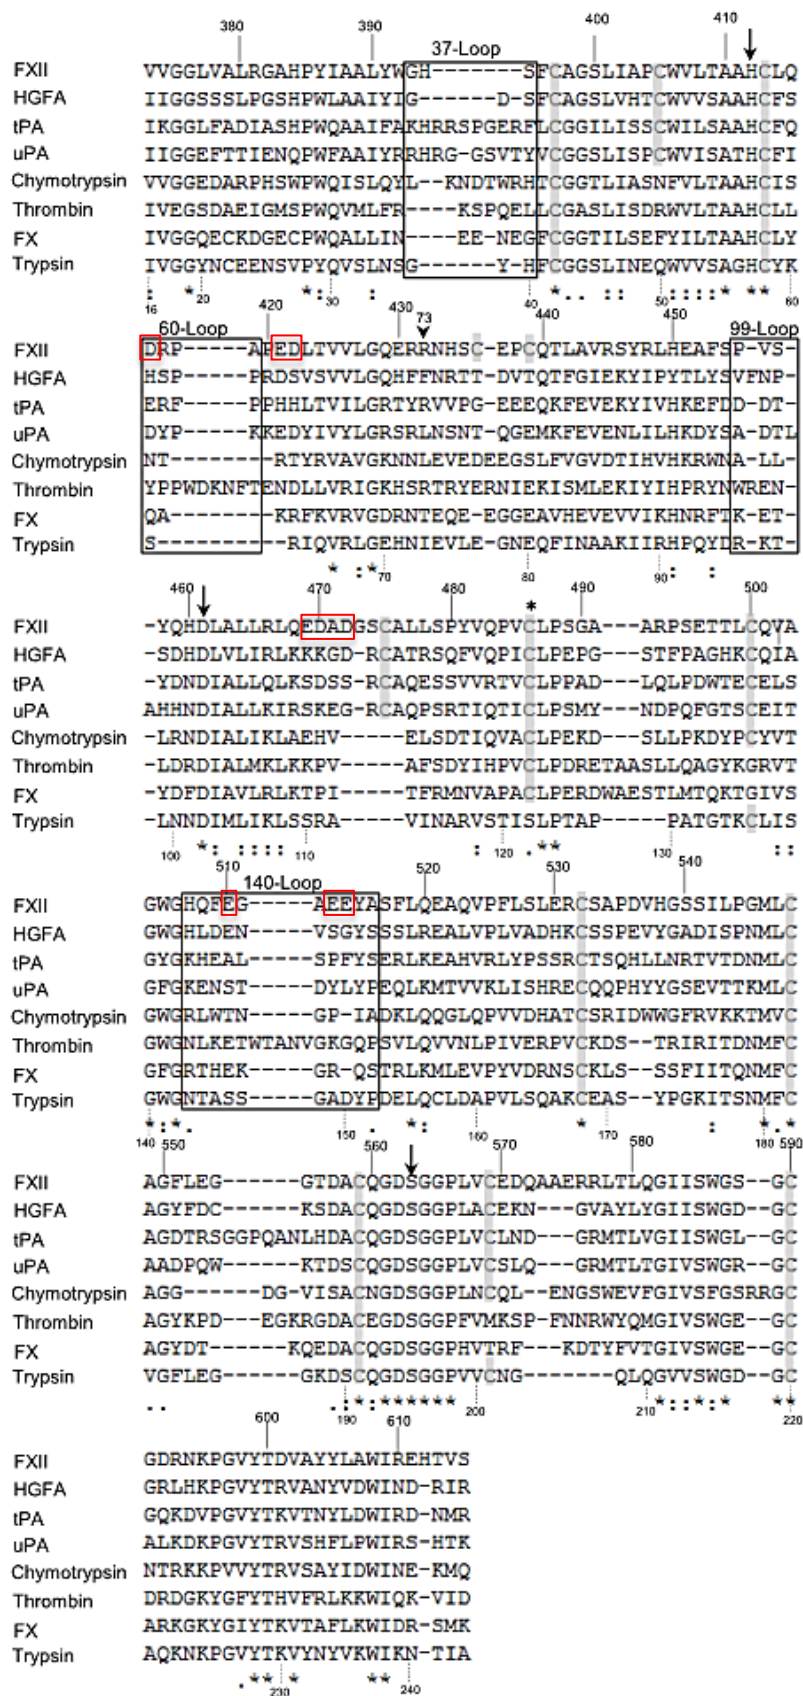 380 390 400 410
37-Loop
FXII VVGGLVALRGAHPYIAALYWGH-------SFCAGSLIAPCWVLTAAHCLQ
HGFA IIGGSSSLPGSHPWLAAIYIG------D-SFCAGSLVHTCWVVSAAHCFS
tPA IKGGLFADIASHPWQAAIFAKHRRSPGERFLCGGILISSCWILSAAHCFQ
uPA IIGGEFTTIENQPWFAAIYRRHRG-GSVTYVCGGSLISPCWVISATHCFI
Chymotrypsin VVGGEDARPHSWPWQISLQYL--KNDTWRHTCGGTLIASNFVLTAAHCIS
Thrombin IVEGSDAEIGMSPWQVMLFR----KSPQELLCGASLISDRWVLTAAHCLL
FX IVGGQECKDGECPWQALLIN----EE-NEGFCGGTILSEFYILTAAHCLY
Trypsin IVGGYNCEENSVPYQVSLNSG------Y-HFCGGSLINEQWVVSAGHCYK
: * * : : *. . : . : : * : * *
16 20 30 40 50 60
420 430 73 440 450
60-Loop 99-Loop
FXII DRP-----APEDLTVVLGQERRNHSC-EPCQTLAVRSYRLHEAFSP-VS-
HGFA HSP-----PRDSVSVVLGQHFFNRTT-DVTQTFGIEKYIPYTLYSVFNP-
tPA ERF-----PPHHLTVILGRTYRVVPG-EEEQKFEVEKYIVHKEFDD-DT-
uPA DYP-----KKEDYIVYLGRSRLNSNT-QGEMKFEVENLILHKDYSA-DTL
Chymotrypsin NT-------RTYRVAVGKNNLEVEDEEGSLFVGVDTIHVHKRWNA-LL-
Thrombin YPPWDKNFTENDLLVRIGKHSRTRYERNIEKISMLEKIYIHPRYNWREN-
FX QA-------KRFKVRVGDRNTEQE-EGGEAVHEVEVVIKHNRFTK-ET-
Trypsin S--------RIQVRLGEHNIEVLE-GNEQFINAAKIIRHPQYDR-KT-
* : * : :
70 80 90
460 470 480 490 500
*
FXII -YQHDLALLRLQEDADGSCALLSPYVQPVCLPSGA---ARPSETTLCQVA
HGFA -SDHDLVLIRLKKKGD-RCATRSQFVQPICLPEPG---STFPAGHKCQIA
tPA -YDNDIALLQLKSDSS-RCAQESSVVRTVCLPPAD---LQLPDWTECELS
uPA AHHNDIALLKIRSKEG-RCAQPSRTIQTICLPSMY---NDPQFGTSCEIT
Chymotrypsin -LRNDIALIKLAEHV-----ELSDTIQVACLPEKD---SLLPKDYPCYVT
Thrombin -LDRDIALMKLKKPV-----AFSDYIHPVCLPDRETAASLLQAGYKGRVT
FX -YDFDIAVLRLKTPI-----TFRMNVAPACLPERDWAESTLMTQKTGIVS
Trypsin -LNNDIMLIKLSSRA-----VINARVSTISLPTAP----PATGTKCLIS
* : : : : : : . * * : :
100 110 120 130
510 520 530 540
140-Loop
FXII GWGHQFEG-----AEEYASFLQEAQVPFLSLERCSAPDVHGSSILPGMLC
HGFA GWGHLDEN-----VSGYSSSLREALVPLVADHKCSSPEVYGADISPNMLC
tPA GYGKHEAL-----SPFYSERLKEAHVRLYPSSRCTSQHLLNRTVTDNMLC
uPA GFGKENST-----DYLYPEQLKMTVVKLISHRECQQPHYYGSEVTTKMLC
Chymotrypsin GWGRLWTN-----GP-IADKLQQGLQPVVDHATCSRIDWWGFRVKKTMVC
Thrombin GWGNLKETWTANVGKGQPSVLQVVNLPIVERPVCKDS--TRIRITDNMFC
FX GFGRTHEK-----GR-QSTRLKMLEVPYVDRNSCKLS--SSFIITQNMFC
Trypsin GWGNTASS-----GADYPDELQCLDAPVLSQAKCEAS--YPGKITSNMFC
* : * . * : * : * *
140 150 160 170 180
550 560 570 580 590
FXII AGFLEG-----GTDACQGDSGGPLVCEDQAAERRLTLQGIISWGS--GC
HGFA AGYFDC-----KSDACQGDSGGPLACEKN---GVAYLYGIISWGD--GC
tPA AGDTRSGGPQANLHDACQGDSGGPLVCLND---GRMTLVGIISWGL--GC
uPA AADPQW-----KTDSCQGDSGGPLVCSLQ---GRMTLTGIVSWGR--GC
Chymotrypsin AGG------DG-VISACNGDSGGPLNCQL--ENGSWEVFGIVSFGSRRGC
Thrombin AGYKPD---EGKRGDACEGDSGGPFVMKSP-FNNRWYQMGIVSWGE--GC
FX AGYDT------KQEDACQGDSGGPHVTRF---KDTYFVTGIVSWGE--GC
Trypsin VGFLEG-----GKDSCQGDSGGPVVCNG-------QLQGVVSWGD--GC
. . : * * * * * * * * * : : * : * * *
190 200 210 220
600 610
FXII GDRNKPGVYTDVAYYLAWIREHTVS
HGFA GRLHKPGVYTRVANYVDWIND-RIR
tPA GQKDVPGVYTKVTNYLDWIRD-NMR
uPA ALKDKPGVYTRVSHFLPWIRS-HTK
Chymotrypsin NTRKKPVVYTRVSAYIDWINE-KMQ
Thrombin DRDGKYGFYTHVFRLKKWIQK-VID
FX ARKGKYGIYTKVTAFLKWIDR-SMK
Trypsin AQKNKPGVYTKVYNYVKWIKN-TIA
. * * * * *
230 240